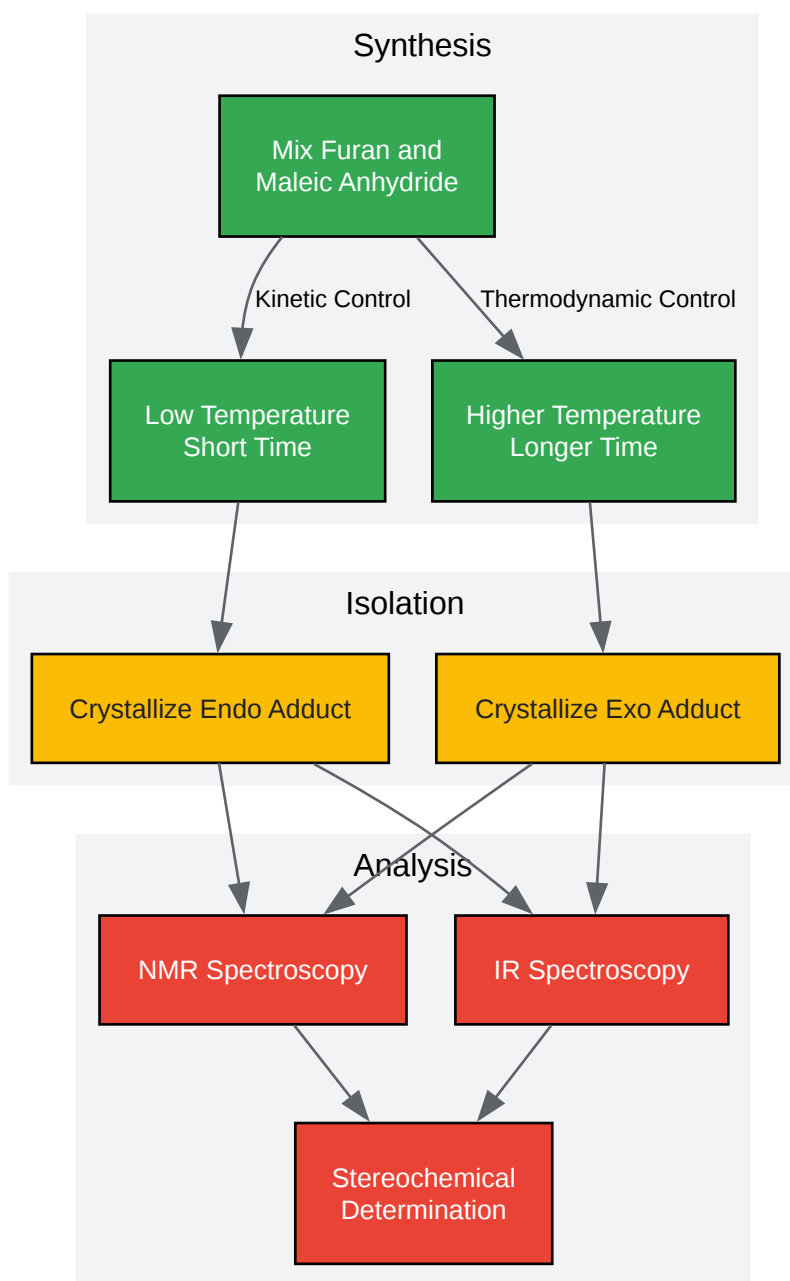 Synthesis
Mix Furan and
Maleic Anhydride
Kinetic Control
Thermodynamic Control
Low Temperature
Short Time
Higher Temperature
Longer Time
Isolation
Crystallize Endo Adduct
Crystallize Exo Adduct
Analysis
NMR Spectroscopy
IR Spectroscopy
Stereochemical
Determination